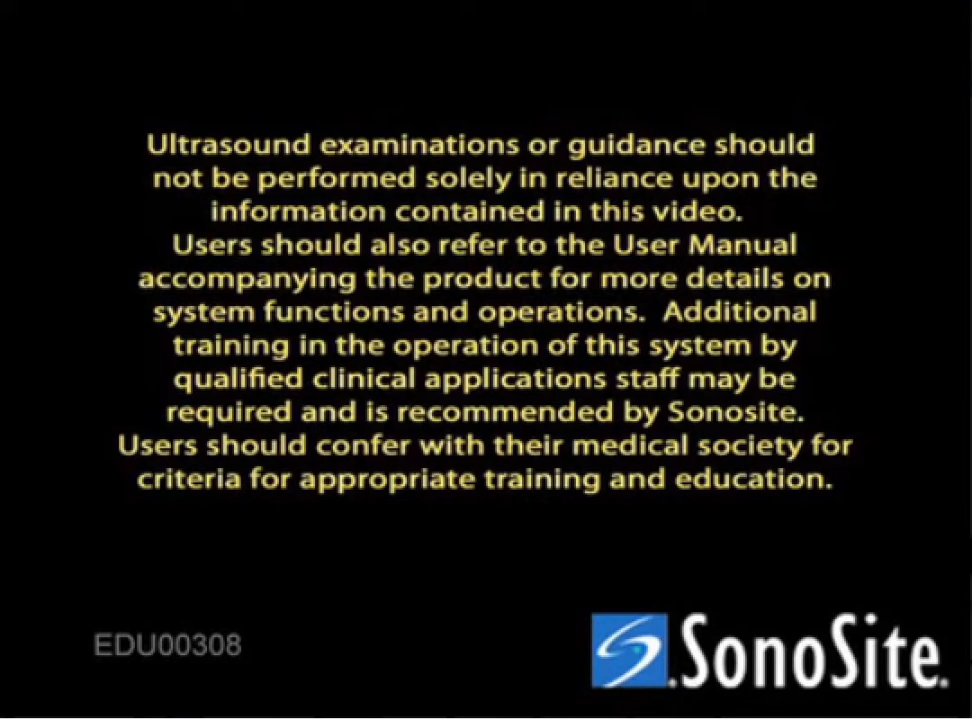 Ultrasound examinations or guidance should
not be performed solely in reliance upon the
information contained in this video.
Users should also refer to the User Manual
accompanying the product for more details on
system functions and operations.  Additional
training in the operation of this system by
qualified clinical applications staff may be
required and is recommended by Sonosite.
Users should confer with their medical society for
criteria for appropriate training and education.
EDU00308
SonoSite.